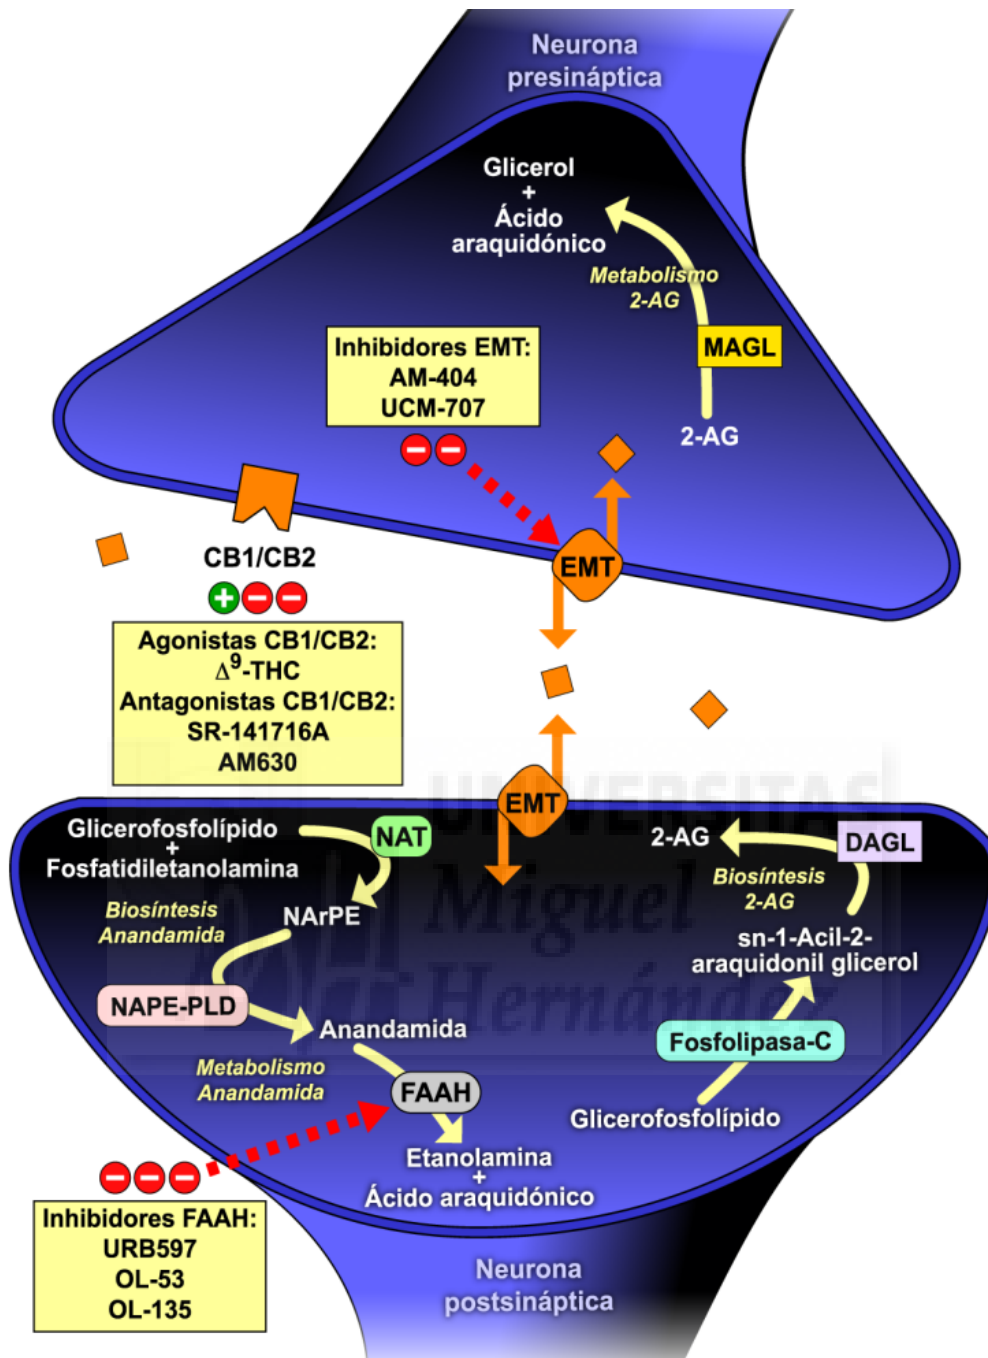 Neurona
presináptica
Glicerol
+
Ácido
araquidónico
Metabolismo
2-AG
MAGL
2-AG
Inhibidores EMT:
AM-404
UCM-707
EMT
CB1/CB2
Agonistas CB1/CB2:
Δ⁹-THC
Antagonistas CB1/CB2:
SR-141716A
AM630
EMT
UNIVERSITAS
Miguel
Hernández
Glicerofosfolípido
+
Fosfatidiletanolamina
NAT
NArPE
Biosíntesis
Anandamida
NAPE-PLD
Anandamida
Metabolismo
Anandamida
FAAH
Etanolamina
+
Ácido araquidónico
2-AG
DAGL
Biosíntesis
2-AG
sn-1-Acil-2-
araquidonil glicerol
Fosfolipasa-C
Glicerofosfolípido
Inhibidores FAAH:
URB597
OL-53
OL-135
Neurona
postsináptica